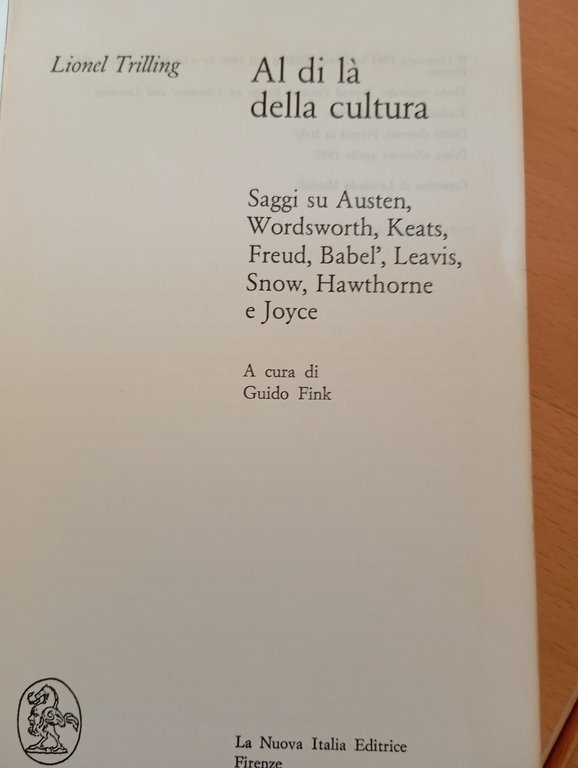 Lionel Trilling
Al di là
della cultura
Saggi su Austen,
Wordsworth, Keats,
Freud, Babel’, Leavis,
Snow, Hawthorne
e Joyce
A cura di
Guido Fink
La Nuova Italia Editrice
Firenze